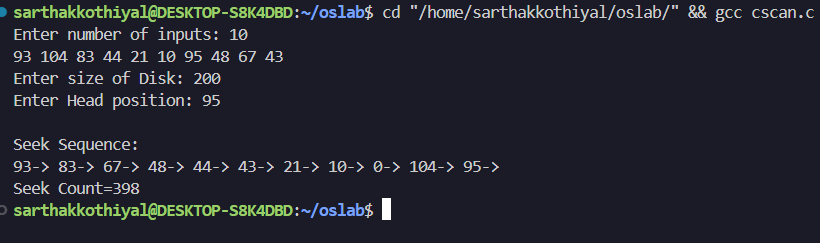 sarthakkothiyal@DESKTOP-S8K4DBD:~/oslab$ cd "/home/sarthakkothiyal/oslab/" && gcc cscan.c
Enter number of inputs: 10
93 104 83 44 21 10 95 48 67 43
Enter size of Disk: 200
Enter Head position: 95
Seek Sequence:
93-> 83-> 67-> 48-> 44-> 43-> 21-> 10-> 0-> 104-> 95->
Seek Count=398
sarthakkothiyal@DESKTOP-S8K4DBD:~/oslab$